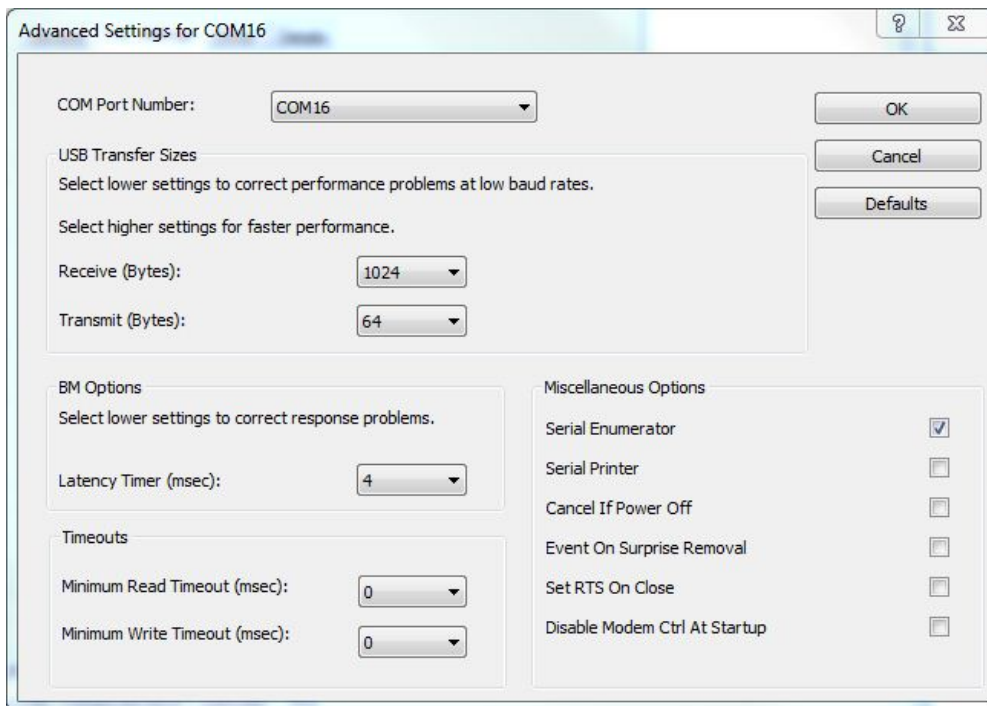 Advanced Settings for COM16
COM Port Number:
COM16
OK
Cancel
Defaults
USB Transfer Sizes
Select lower settings to correct performance problems at low baud rates.
Select higher settings for faster performance.
Receive (Bytes):
1024
Transmit (Bytes):
64
BM Options
Select lower settings to correct response problems.
Latency Timer (msec):
4
Timeouts
Minimum Read Timeout (msec):
0
Minimum Write Timeout (msec):
0
Miscellaneous Options
Serial Enumerator
Serial Printer
Cancel If Power Off
Event On Surprise Removal
Set RTS On Close
Disable Modem Ctrl At Startup